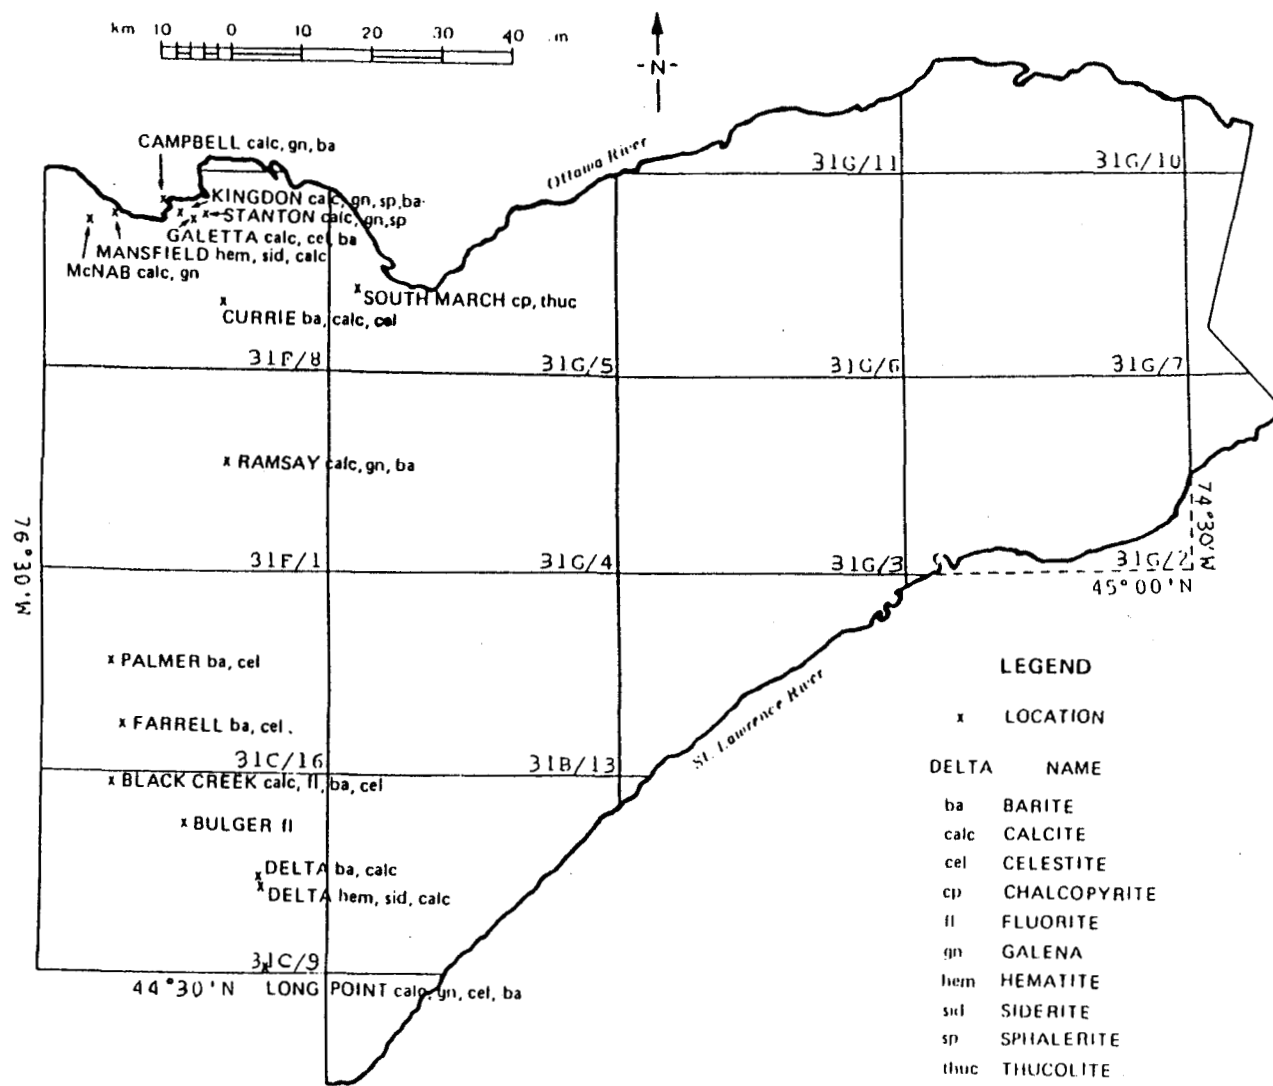 km 10 0 10 20 30 40 m
-N-
CAMPBELL calc, gn, ba
Ottawa River
31G/11
31G/10
KINGDON calc, gn, sp, ba
STANTON calc, gn, sp
GALETTA calc, cel, ba
MANSFIELD hem, sid, calc
McNAB calc, gn
SOUTH MARCH cp, thuc
CURRIE ba, calc, cel
31F/8
31G/5
31G/6
31G/7
RAMSAY calc, gn, ba
76°30'W
74°30'W
31F/1
31G/4
31G/3
31G/2
45°00'N
x PALMER ba, cel
x FARRELL ba, cel.
31C/16
31B/13
St. Lawrence River
x BLACK CREEK calc, fl, ba, cel
x BULGER fl
x DELTA ba, calc
x DELTA hem, sid, calc
31C/9
44°30'N LONG POINT calc, gn, cel, ba
LEGEND
x LOCATION
DELTA NAME
ba BARITE
calc CALCITE
cel CELESTITE
cp CHALCOPYRITE
fl FLUORITE
gn GALENA
hem HEMATITE
sid SIDERITE
sp SPHALERITE
thuc THUCOLITE